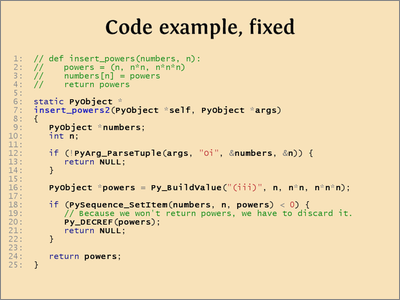 Code example, fixed
1: // def insert_powers(numbers, n):
2: //    powers = (n, n*n, n*n*n)
3: //    numbers[n] = powers
4: //    return powers
5:
6: static PyObject *
7: insert_powers2(PyObject *self, PyObject *args)
8: {
9:    PyObject *numbers;
10:    int n;
11:
12:    if (!PyArg_ParseTuple(args, "Oi", &numbers, &n)) {
13:       return NULL;
14:    }
15:
16:    PyObject *powers = Py_BuildValue("(iii)", n, n*n, n*n*n);
17:
18:    if (PySequence_SetItem(numbers, n, powers) < 0) {
19:       // Because we won't return powers, we have to discard it.
20:       Py_DECREF(powers);
21:       return NULL;
22:    }
23:
24:    return powers;
25: }